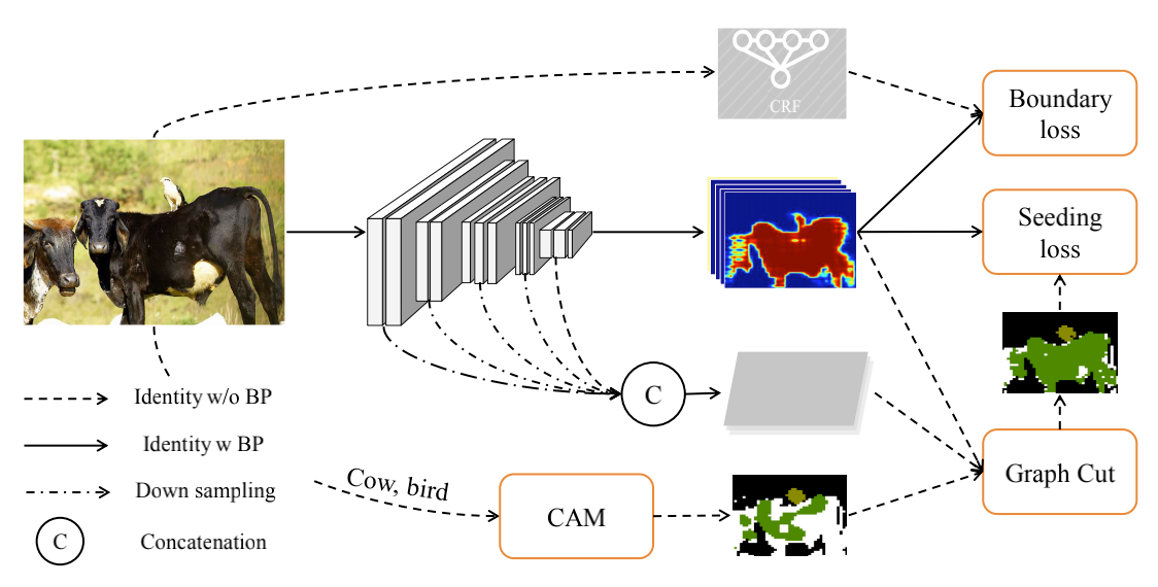 CRF
Boundary
loss
Seeding
loss
C
Graph Cut
Cow, bird
CAM
Identity w/o BP
Identity w BP
Down sampling
C
Concatenation